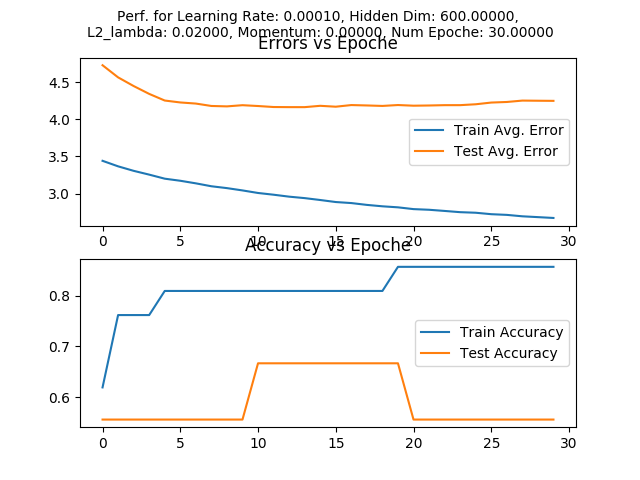 Perf. for Learning Rate: 0.00010, Hidden Dim: 600.00000,
L2_lambda: 0.02000, Momentum: 0.00000, Num Epoche: 30.00000
Errors vs Epoche
4.5
4.0
3.5
3.0
Train Avg. Error
Test Avg. Error
0 5 10 15 20 25 30
Accuracy vs Epoche
0.8
0.7
0.6
Train Accuracy
Test Accuracy
0 5 10 15 20 25 30